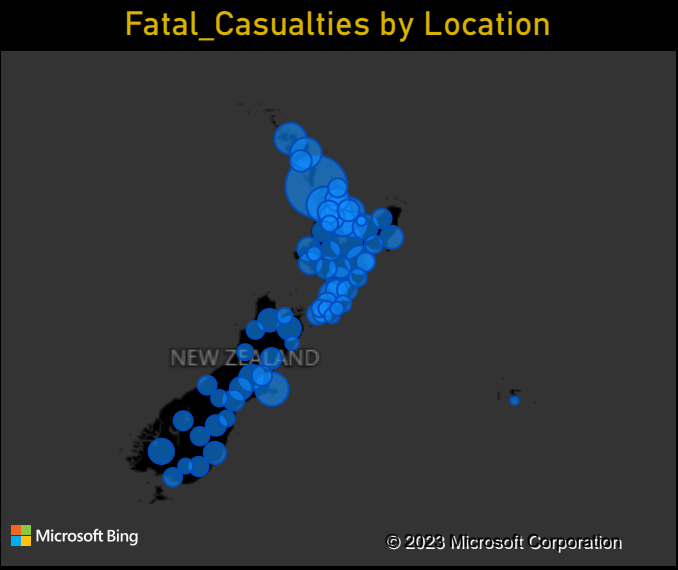 Fatal_Casualties by Location
NEW ZEALAND
Microsoft Bing
© 2023 Microsoft Corporation